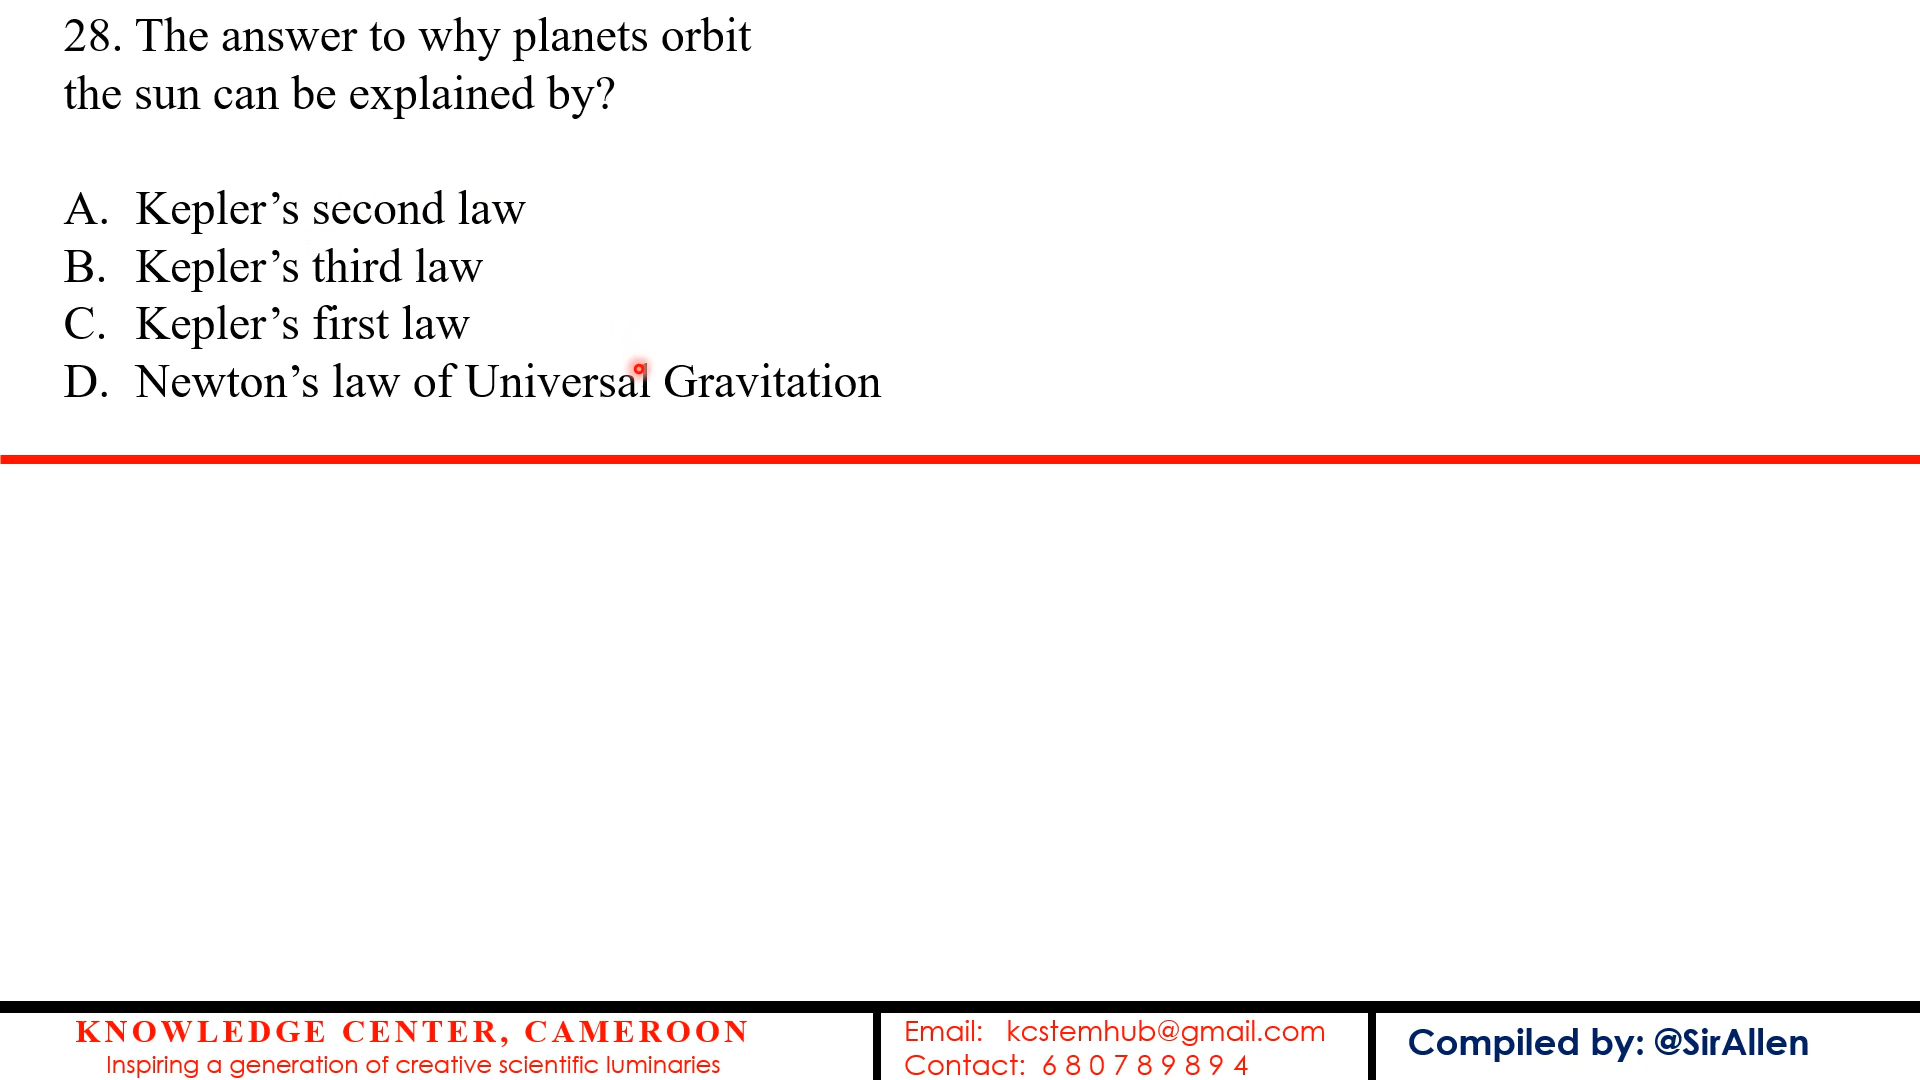 28. The answer to why planets orbit
the sun can be explained by?
A. Kepler’s second law
B. Kepler’s third law
C. Kepler’s first law
D. Newton’s law of Universal Gravitation
KNOWLEDGE CENTER, CAMEROON
Inspiring a generation of creative scientific luminaries
Email: kcstemhub@gmail.com
Contact: 6 8 0 7 8 9 8 9 4
Compiled by: @SirAllen